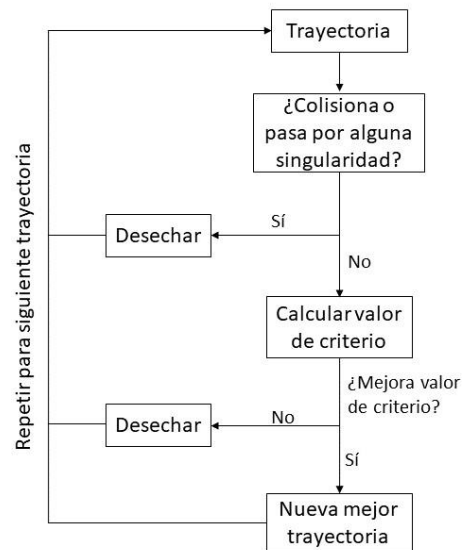 Trayectoria
¿Colisiona o
pasa por alguna
singularidad?
Sí
Desechar
No
Calcular valor
de criterio
¿Mejora valor
de criterio?
No
Desechar
Sí
Nueva mejor
trayectoria
Repetir para siguiente trayectoria